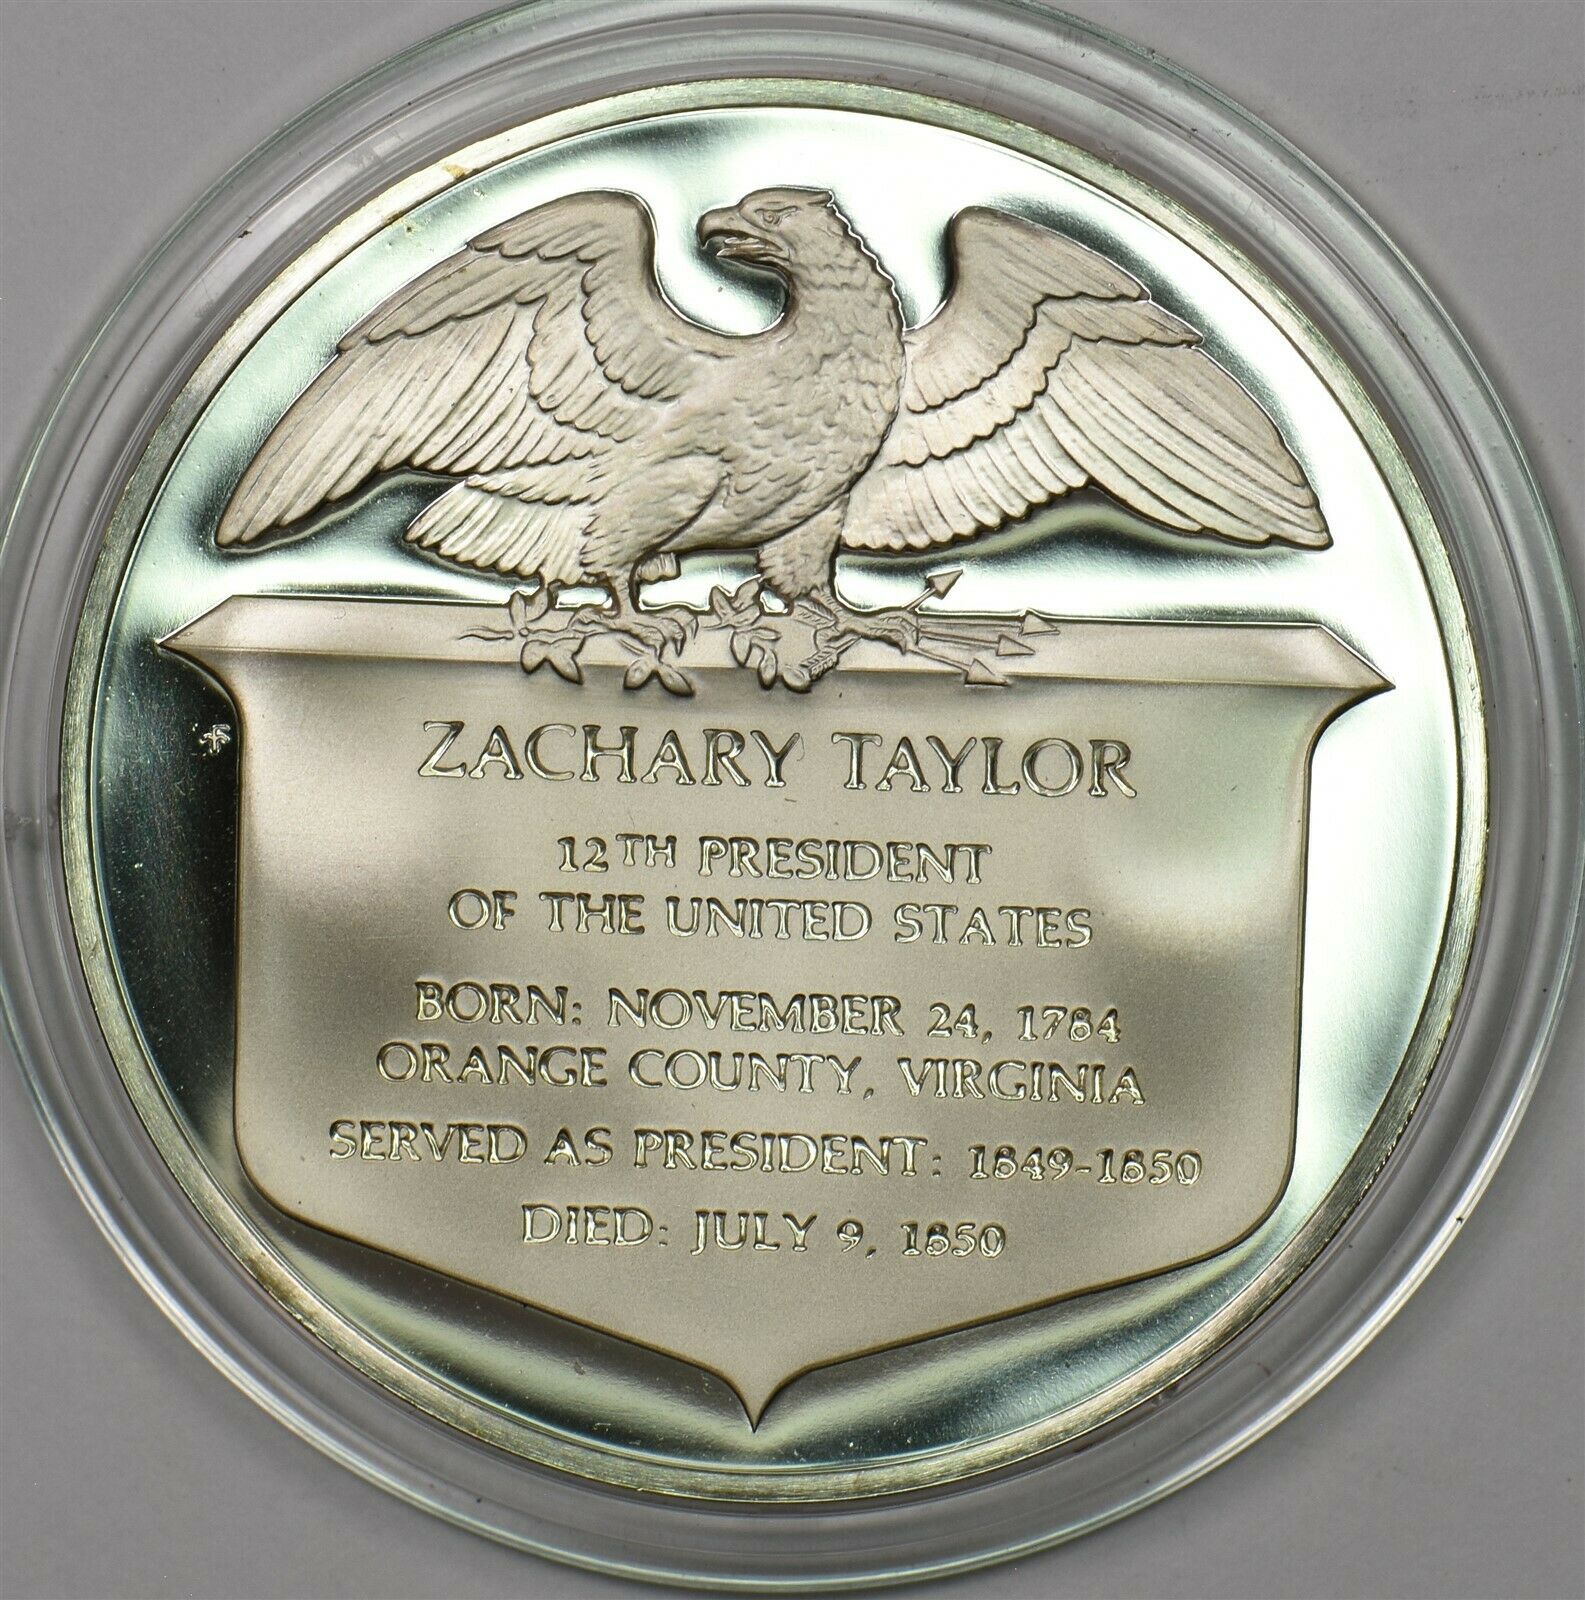 ZACHARY TAYLOR
12TH PRESIDENT
OF THE UNITED STATES
BORN: NOVEMBER 24, 1784
ORANGE COUNTY, VIRGINIA
SERVED AS PRESIDENT: 1849-1850
DIED: JULY 9, 1850